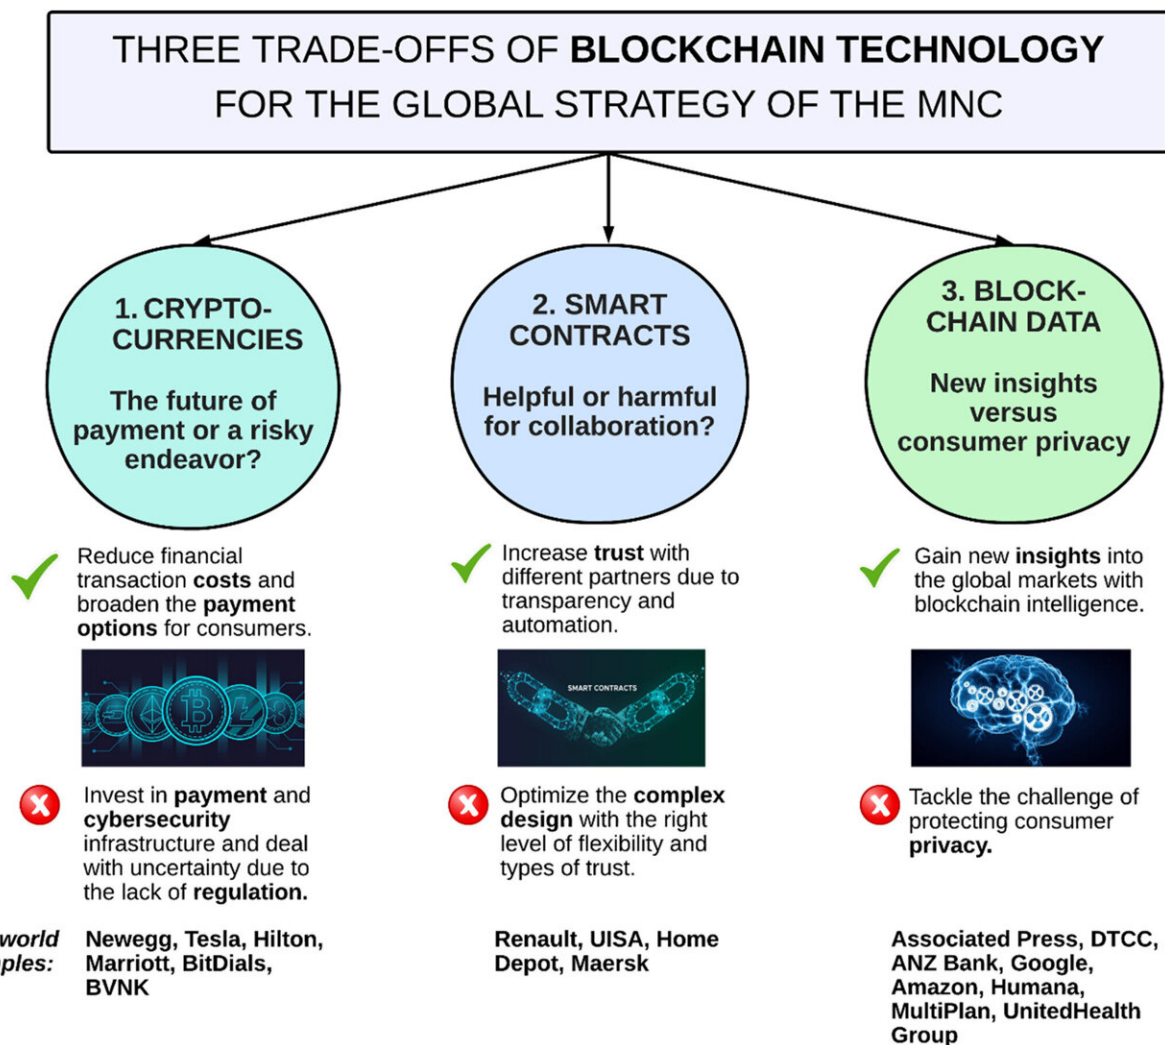 THREE TRADE-OFFS OF BLOCKCHAIN TECHNOLOGY
FOR THE GLOBAL STRATEGY OF THE MNC
1. CRYPTO-
CURRENCIES
The future of
payment or a risky
endeavor?
2. SMART
CONTRACTS
Helpful or harmful
for collaboration?
3. BLOCK-
CHAIN DATA
New insights
versus
consumer privacy
Reduce financial
transaction costs and
broaden the payment
options for consumers.
Increase trust with
different partners due to
transparency and
automation.
Gain new insights into
the global markets with
blockchain intelligence.
SMART CONTRACTS
Invest in payment and
cybersecurity
infrastructure and deal
with uncertainty due to
the lack of regulation.
Optimize the complex
design with the right
level of flexibility and
types of trust.
Tackle the challenge of
protecting consumer
privacy.
world
ples:
Newegg, Tesla, Hilton,
Marriott, BitDials,
BVNK
Renault, UISA, Home
Depot, Maersk
Associated Press, DTCC,
ANZ Bank, Google,
Amazon, Humana,
MultiPlan, UnitedHealth
Group